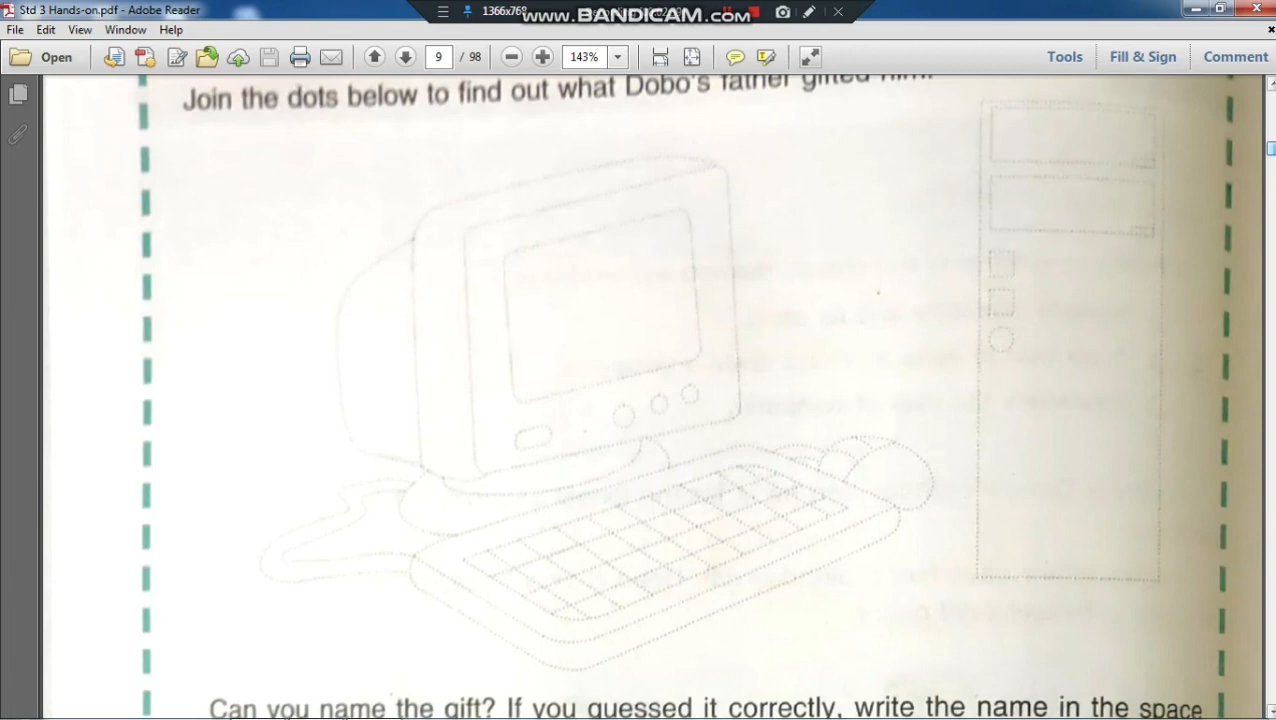 Std 3 Hands-on.pdf - Adobe Reader
1366x768
www.BANDICAM.com
File Edit View Window Help
Open 9 / 98 143% Tools Fill & Sign Comment
Join the dots below to find out what Dobo's father gifted him.
Can you name the gift? If you guessed it correctly, write the name in the space